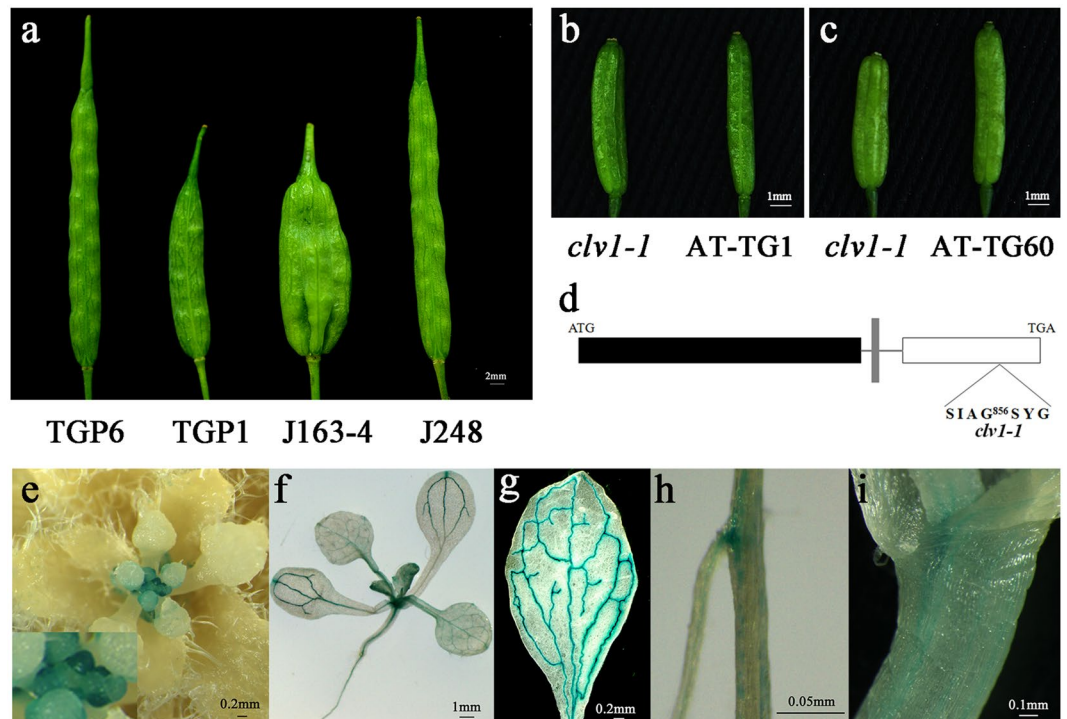 a
2mm
TGP6 TGP1 J163-4 J248
b
1mm
clv1-1 AT-TG1
c
1mm
clv1-1 AT-TG60
d
ATG TGA
S I A G⁸⁵⁶ S Y G
clv1-1
e
0.2mm
f
1mm
g
0.2mm
h
0.05mm
i
0.1mm